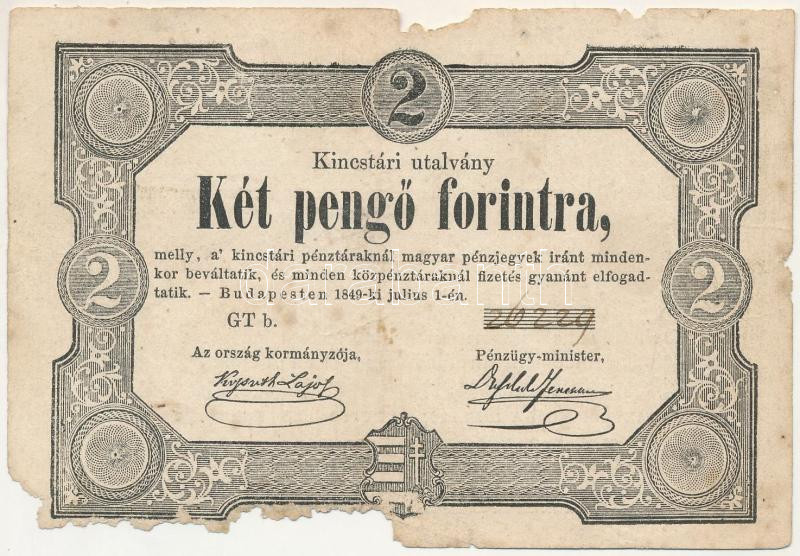 2
Kincstári utalvány
Két pengő forintra,
melly, a' kincstári pénztáraknál magyar pénzjegyek iránt minden-
kor beváltatik, és minden közpénztáraknál fizetés gyanánt elfogad-
tatik. — Budapesten 1849-ki julius 1-én.
2 2
GT b. 26229
Az ország kormányzója, Pénzügy-minister,
Kossuth Lajos